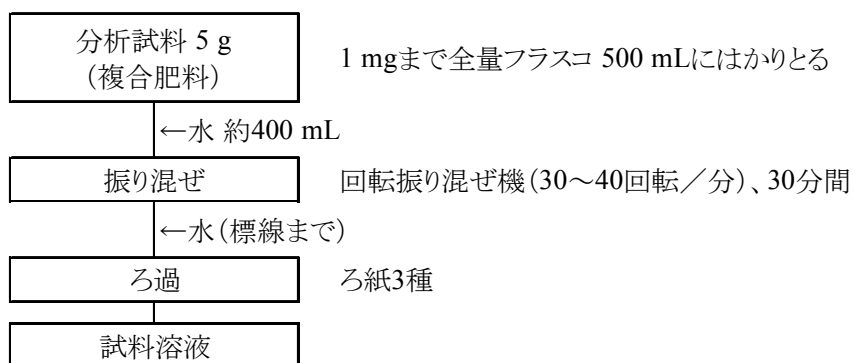 分析試料 5 g
(複合肥料)
1 mgまで全量フラスコ 500 mLにはかりとる
←水 約400 mL
振り混ぜ
回転振り混ぜ機(30~40回転/分)、30分間
←水(標線まで)
ろ過
ろ紙3種
試料溶液